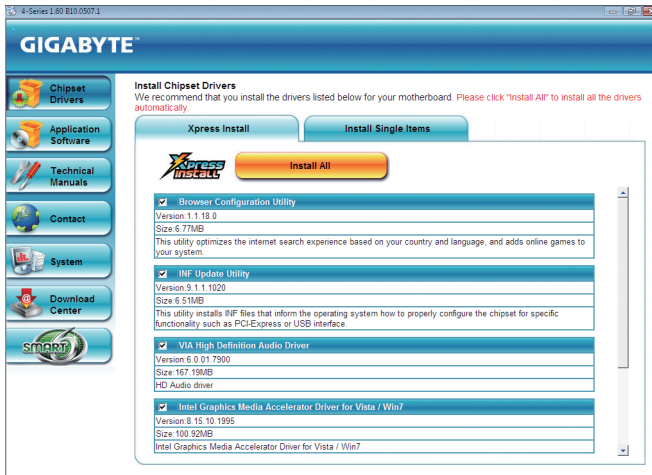 4-Series 1.60 B10.0507.1
GIGABYTE™
Chipset
Drivers
Application
Software
Technical
Manuals
Contact
System
Download
Center
SMART6
Install Chipset Drivers
We recommend that you install the drivers listed below for your motherboard. Please click "Install All" to install all the drivers
automatically.
Xpress Install
Install Single Items
Xpress
INSTALL
Install All
Browser Configuration Utility
Version:1.1.18.0
Size:6.77MB
This utility optimizes the internet search experience based on your country and language, and adds online games to
your system.
INF Update Utility
Version:9.1.1.1020
Size:6.51MB
This utility installs INF files that inform the operating system how to properly configure the chipset for specific
functionality such as PCI-Express or USB interface.
VIA High Definition Audio Driver
Version:6.0.01.7900
Size:167.19MB
HD Audio driver
Intel Graphics Media Accelerator Driver for Vista / Win7
Version:8.15.10.1995
Size:100.92MB
Intel Graphics Media Accelerator Driver for Vista / Win7